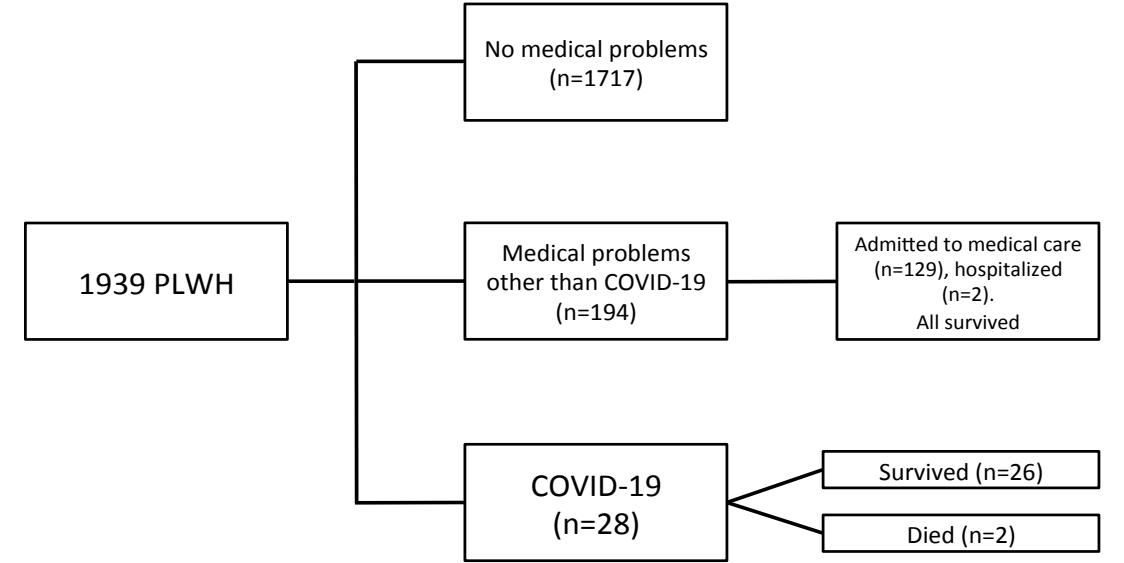 No medical problems
(n=1717)
1939 PLWH
Medical problems
other than COVID-19
(n=194)
Admitted to medical care
(n=129), hospitalized
(n=2).
All survived
COVID-19
(n=28)
Survived (n=26)
Died (n=2)